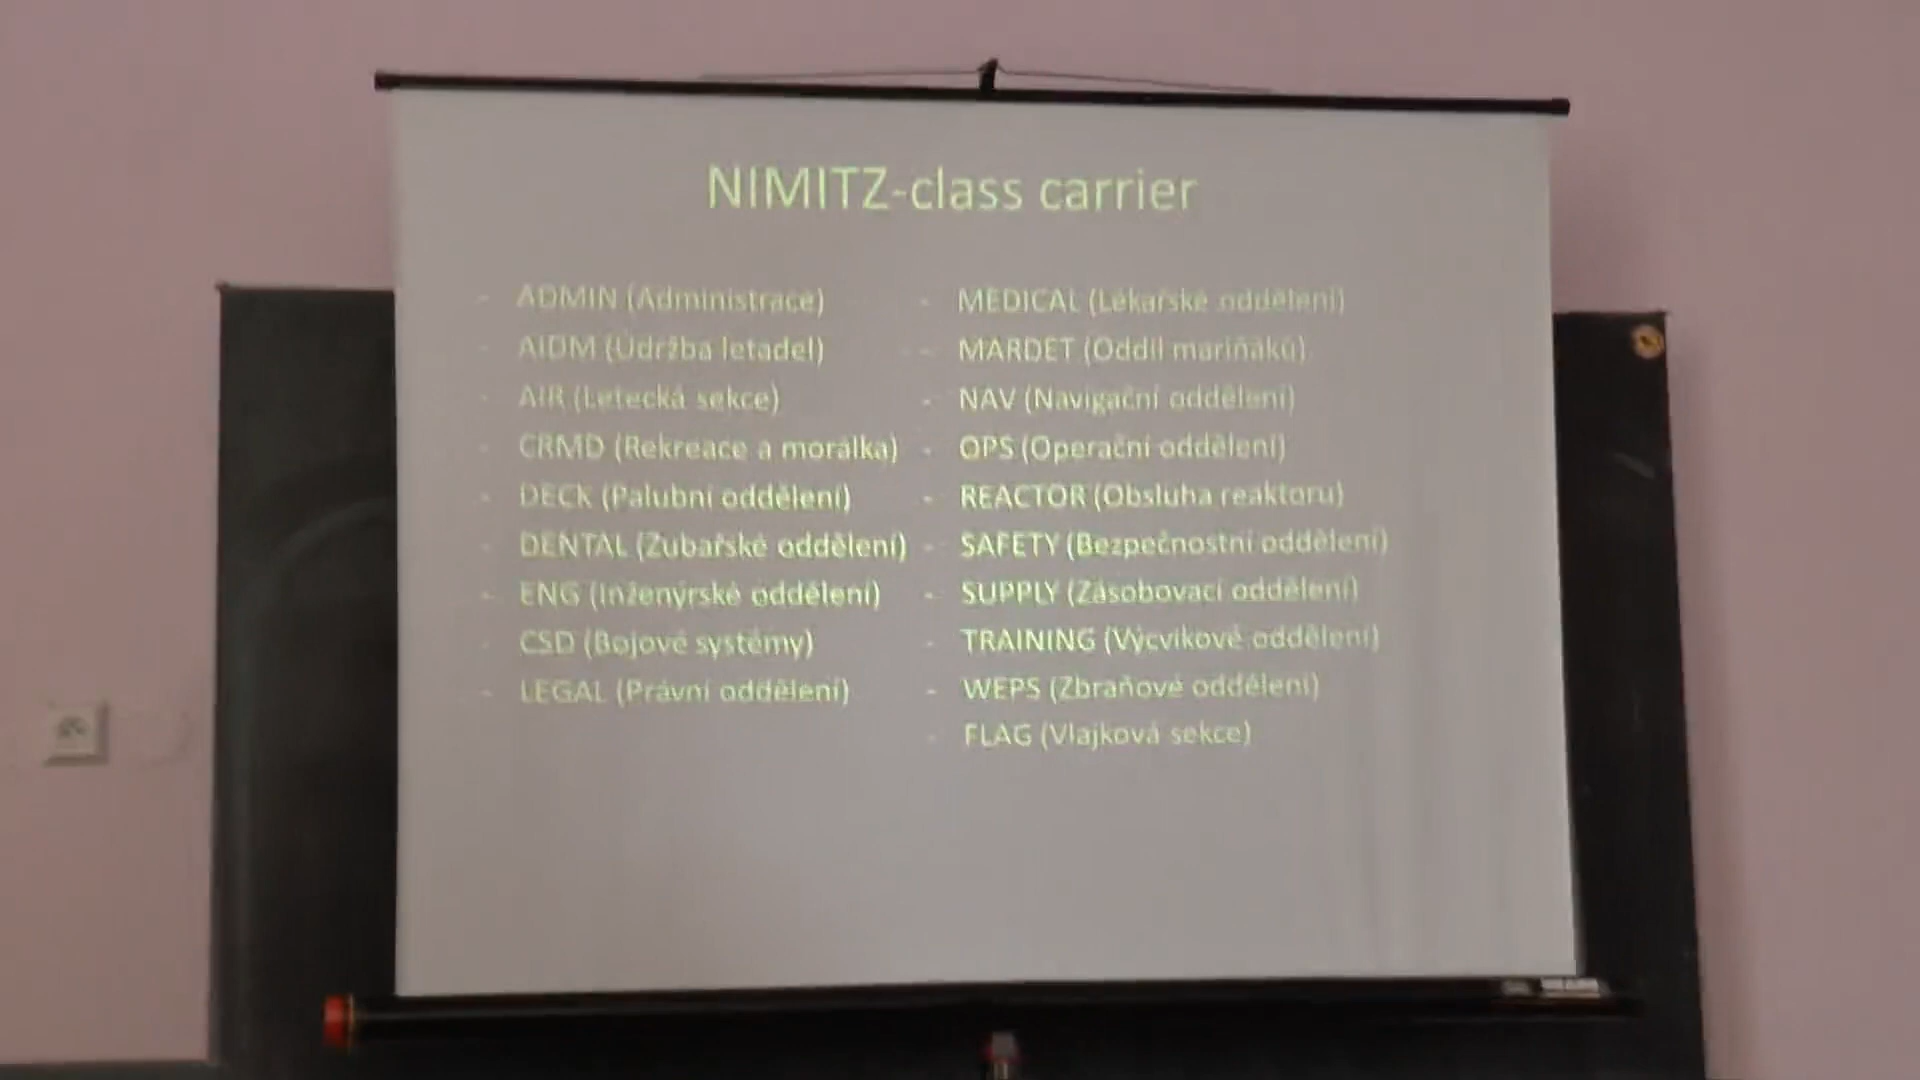 NIMITZ-class carrier
- ADMIN (Administrace)
- AIDM (Údržba letadel)
- AIR (Letecká sekce)
- CRMD (Rekreace a morálka)
- DECK (Palubní oddělení)
- DENTAL (Zubařské oddělení)
- ENG (Inženýrské oddělení)
- CSD (Bojové systémy)
- LEGAL (Právní oddělení)
- MEDICAL (Lékařské oddělení)
- MARDET (Oddíl mariňáků)
- NAV (Navigační oddělení)
- OPS (Operační oddělení)
- REACTOR (Obsluha reaktoru)
- SAFETY (Bezpečnostní oddělení)
- SUPPLY (Zásobovací oddělení)
- TRAINING (Výcvikové oddělení)
- WEPS (Zbraňové oddělení)
- FLAG (Vlajková sekce)